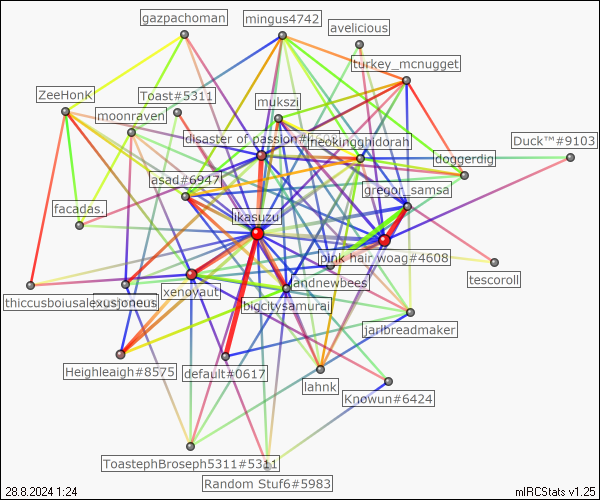 gazpachoman
mingus4742
avelicious
turkey_mcnugget
ZeeHonK
Toast#5311
mukszi
moonraven
disaster of passion#
neokingghidorah
Duck™#9103
doggerdig
asad#6947
gregor_samsa
facadas.
ikasuzu
pink hair woag#4608
tescoroll
xenoyaut
andnewbees
bigcitysamurai
jarlbreadmaker
Heighleaigh#8575
default#0617
lahnk
Knowun#6424
ToastephBroseph5311#5311
Random Stuf6#5983
28.8.2024 1:24
mIRCStats v1.25